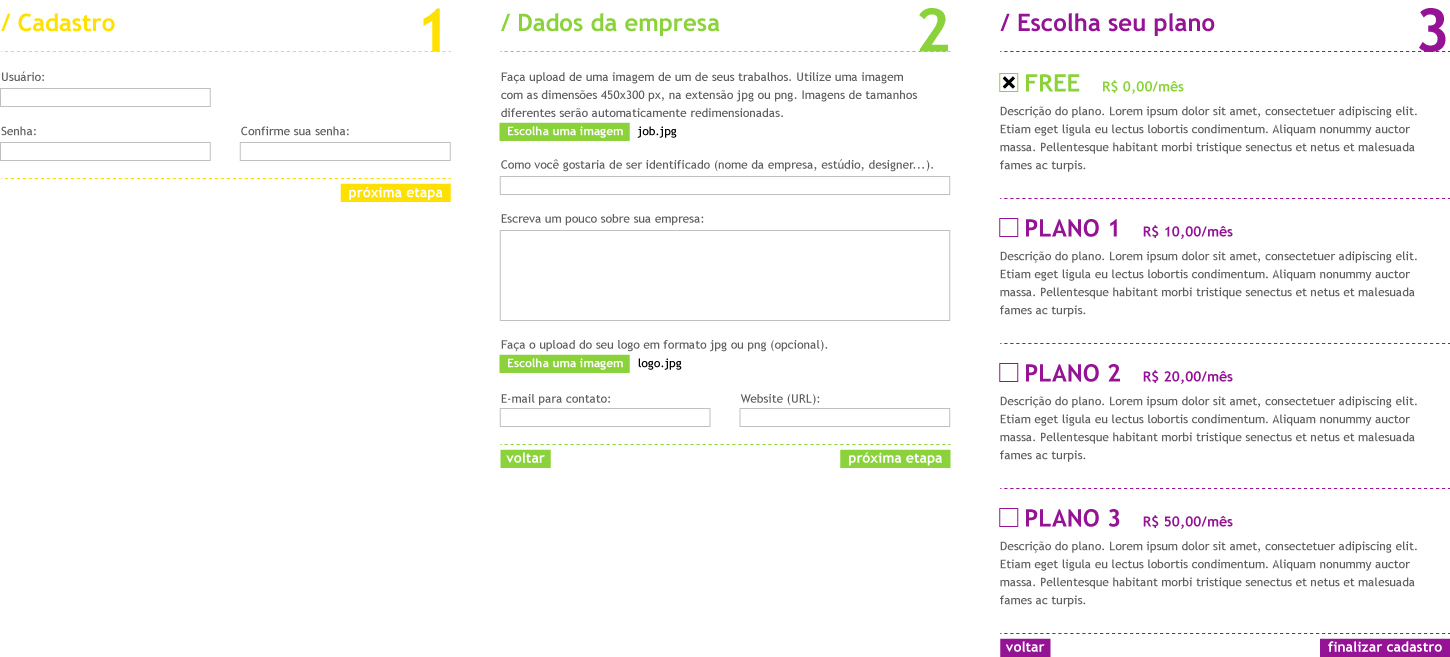 / Cadastro
1
Usuário:
Senha:
Confirme sua senha:
próxima etapa
/ Dados da empresa
2
Faça upload de uma imagem de um de seus trabalhos. Utilize uma imagem
com as dimensões 450x300 px, na extensão jpg ou png. Imagens de tamanhos
diferentes serão automaticamente redimensionadas.
Escolha uma imagem job.jpg
Como você gostaria de ser identificado (nome da empresa, estúdio, designer...).
Escreva um pouco sobre sua empresa:
Faça o upload do seu logo em formato jpg ou png (opcional).
Escolha uma imagem logo.jpg
E-mail para contato:
Website (URL):
voltar
próxima etapa
/ Escolha seu plano
3
FREE R$ 0,00/mês
Descrição do plano. Lorem ipsum dolor sit amet, consectetuer adipiscing elit.
Etiam eget ligula eu lectus lobortis condimentum. Aliquam nonummy auctor
massa. Pellentesque habitant morbi tristique senectus et netus et malesuada
fames ac turpis.
PLANO 1 R$ 10,00/mês
Descrição do plano. Lorem ipsum dolor sit amet, consectetuer adipiscing elit.
Etiam eget ligula eu lectus lobortis condimentum. Aliquam nonummy auctor
massa. Pellentesque habitant morbi tristique senectus et netus et malesuada
fames ac turpis.
PLANO 2 R$ 20,00/mês
Descrição do plano. Lorem ipsum dolor sit amet, consectetuer adipiscing elit.
Etiam eget ligula eu lectus lobortis condimentum. Aliquam nonummy auctor
massa. Pellentesque habitant morbi tristique senectus et netus et malesuada
fames ac turpis.
PLANO 3 R$ 50,00/mês
Descrição do plano. Lorem ipsum dolor sit amet, consectetuer adipiscing elit.
Etiam eget ligula eu lectus lobortis condimentum. Aliquam nonummy auctor
massa. Pellentesque habitant morbi tristique senectus et netus et malesuada
fames ac turpis.
voltar
finalizar cadastro